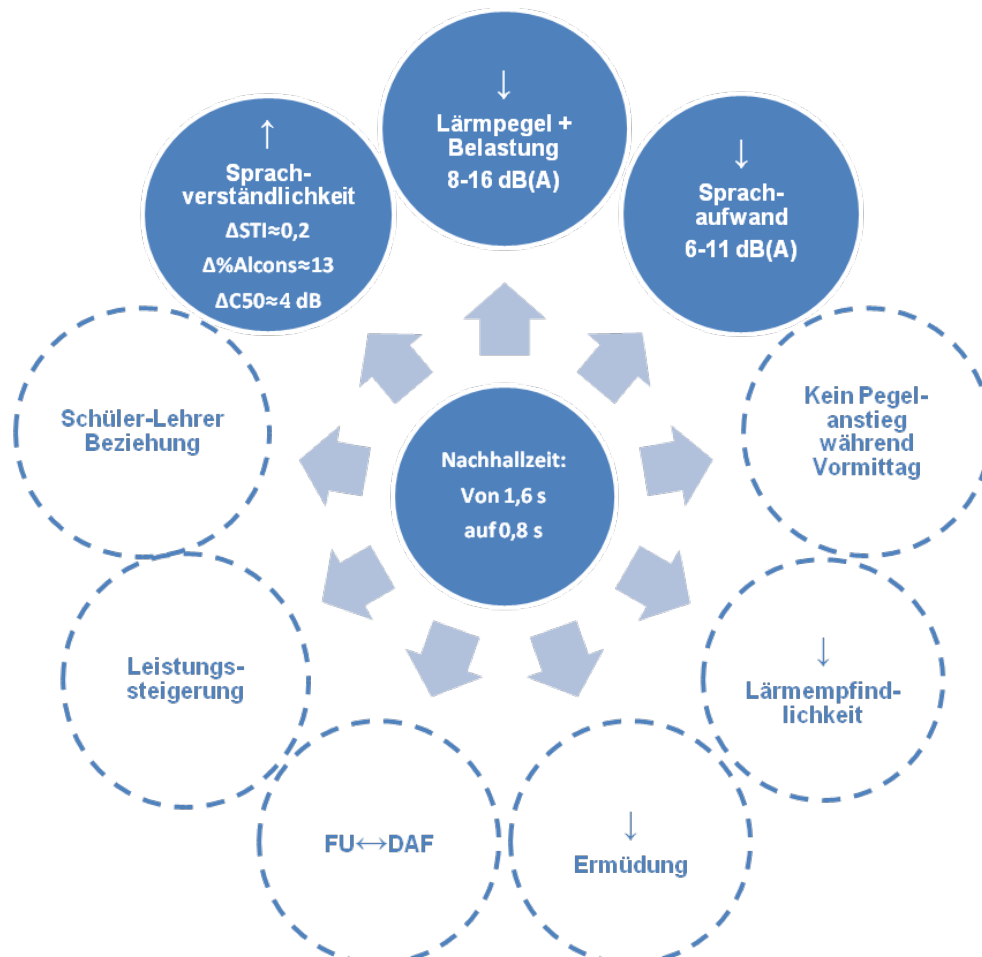 ↓
Lärmpegel +
Belastung
8-16 dB(A)
↑
Sprach-
verständlichkeit
ΔSTI≈0,2
Δ%Alcons≈13
ΔC50≈4 dB
↓
Sprach-
aufwand
6-11 dB(A)
Schüler-Lehrer
Beziehung
Kein Pegel-
anstieg
während
Vormittag
Nachhallzeit:
Von 1,6 s
auf 0,8 s
Leistungs-
steigerung
↓
Lärmempfind-
lichkeit
FU↔DAF
↓
Ermüdung